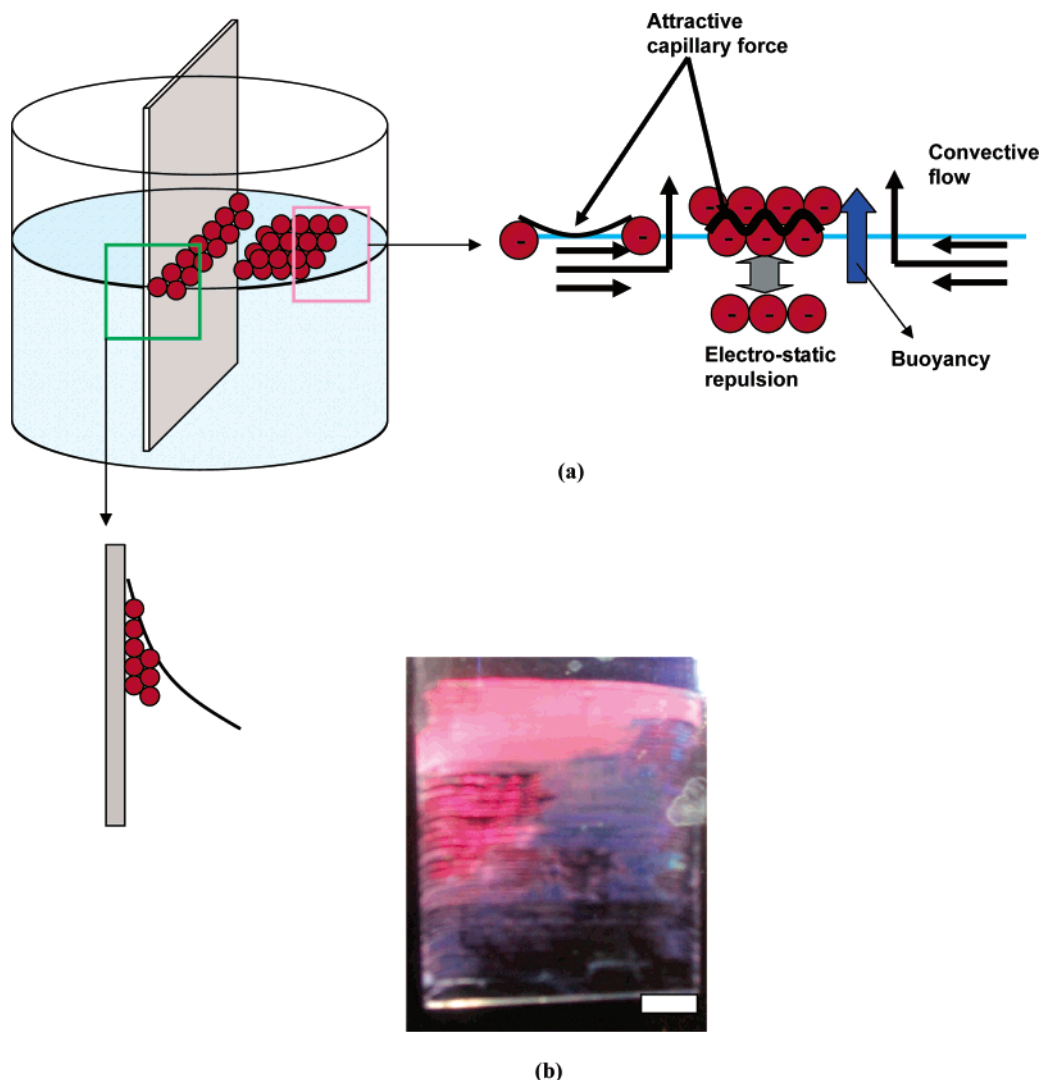 Attractive
capillary force
Convective
flow
- - - -
- - - - -
- - -
Electro-static
repulsion
Buoyancy
(a)
(b)